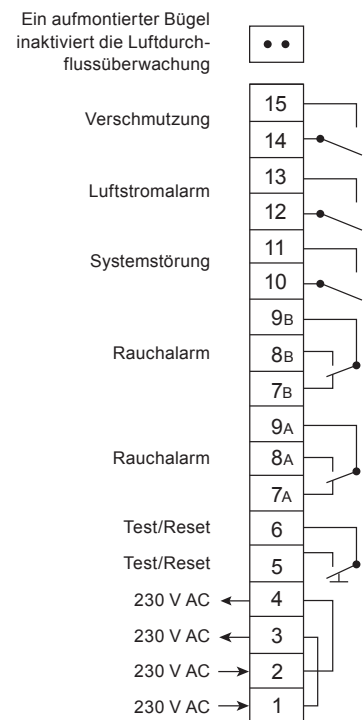 Ein aufmontierter Bügel
inaktiviert die Luftdurch-
flussüberwachung
15
Verschmutzung
14
13
Luftstromalarm
12
11
Systemstörung
10
9B
Rauchalarm
8B
7B
9A
Rauchalarm
8A
7A
Test/Reset 6
Test/Reset 5
230 V AC 4
230 V AC 3
230 V AC 2
230 V AC 1